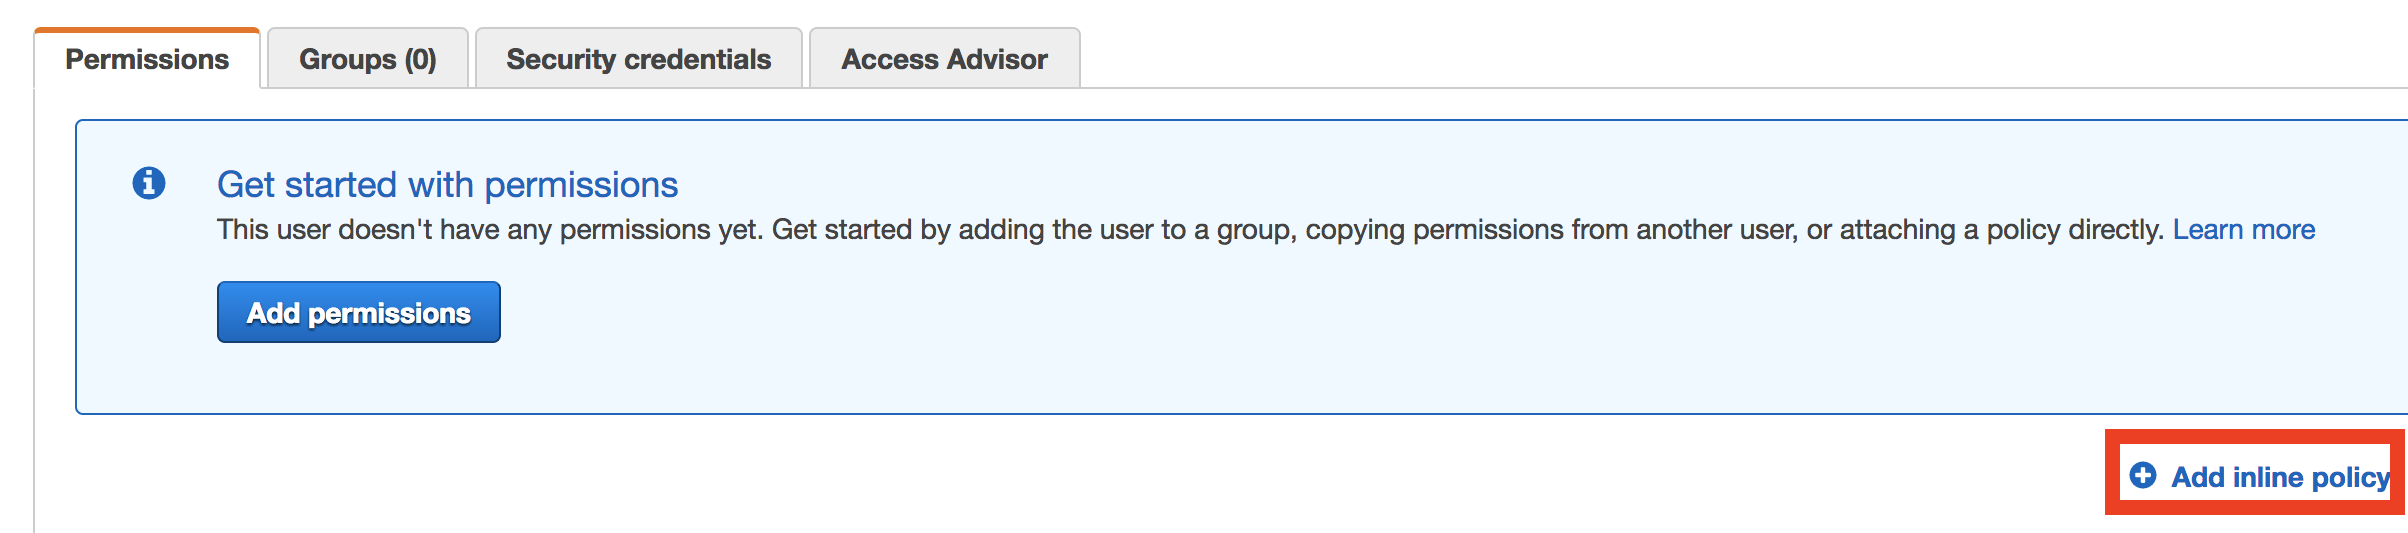 Permissions
Groups (0)
Security credentials
Access Advisor
Get started with permissions
This user doesn't have any permissions yet. Get started by adding the user to a group, copying permissions from another user, or attaching a policy directly. Learn more
Add permissions
Add inline policy